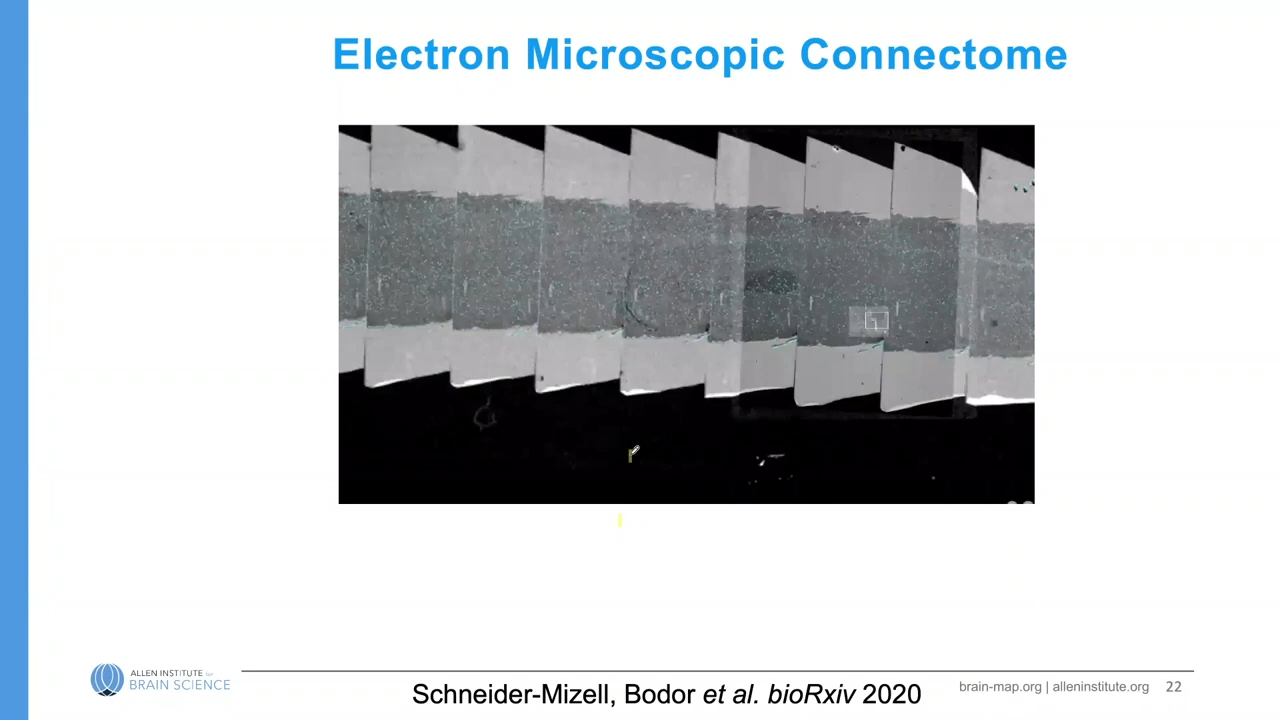 Electron Microscopic Connectome
ALLEN INSTITUTE for
BRAIN SCIENCE
Schneider-Mizell, Bodor et al. bioRxiv 2020
brain-map.org | alleninstitute.org 22